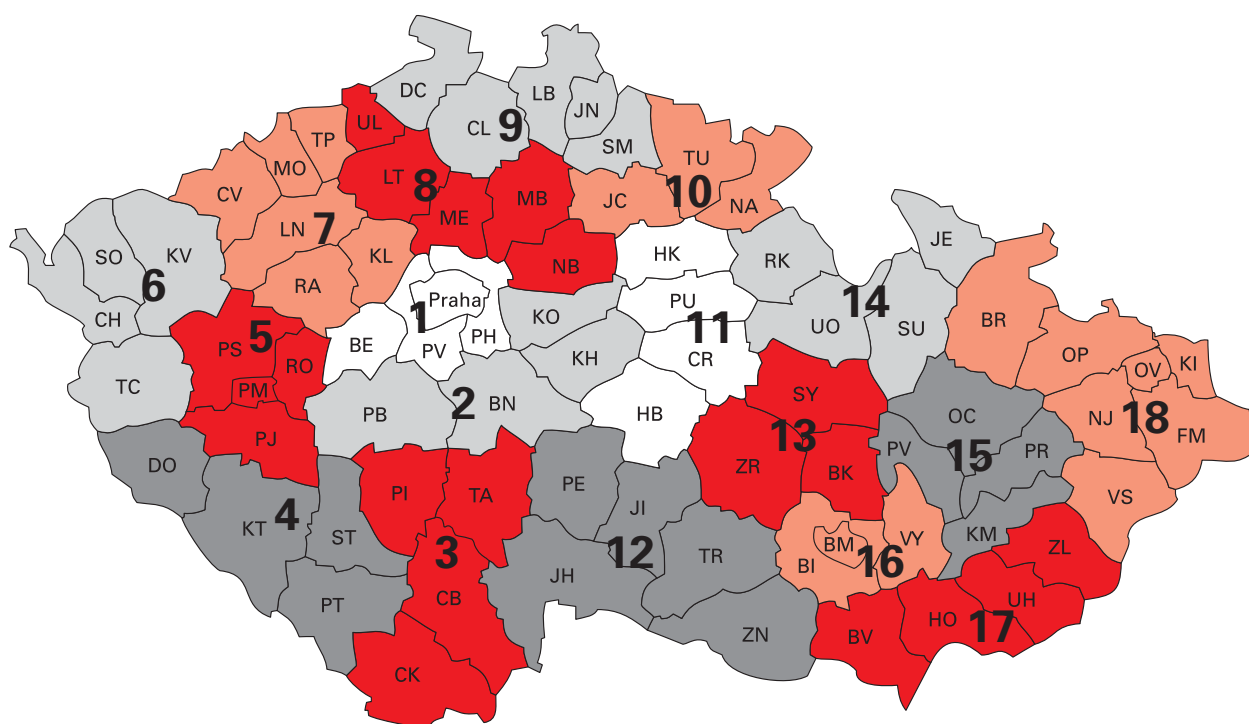 DC
LB
JN
UL
CL
9
TP
SM
MO
TU
LT
8
CV
MB
10
JC
NA
ME
LN
7
JE
SO
KV
KL
HK
RK
NB
6
RA
Praha
PU
14
CH
1
KO
11
UO
SU
BR
PS
5
BE
PV
PH
OP
RO
KH
CR
OV
KI
TC
PM
2
SY
PB
BN
HB
OC
NJ
18
PJ
13
FM
DO
ZR
BK
PV
15
PR
PI
TA
PE
VS
JI
4
KT
ST
VY
KM
3
12
BM
16
ZL
TR
BI
JH
PT
CB
UH
HO
17
ZN
BV
CK